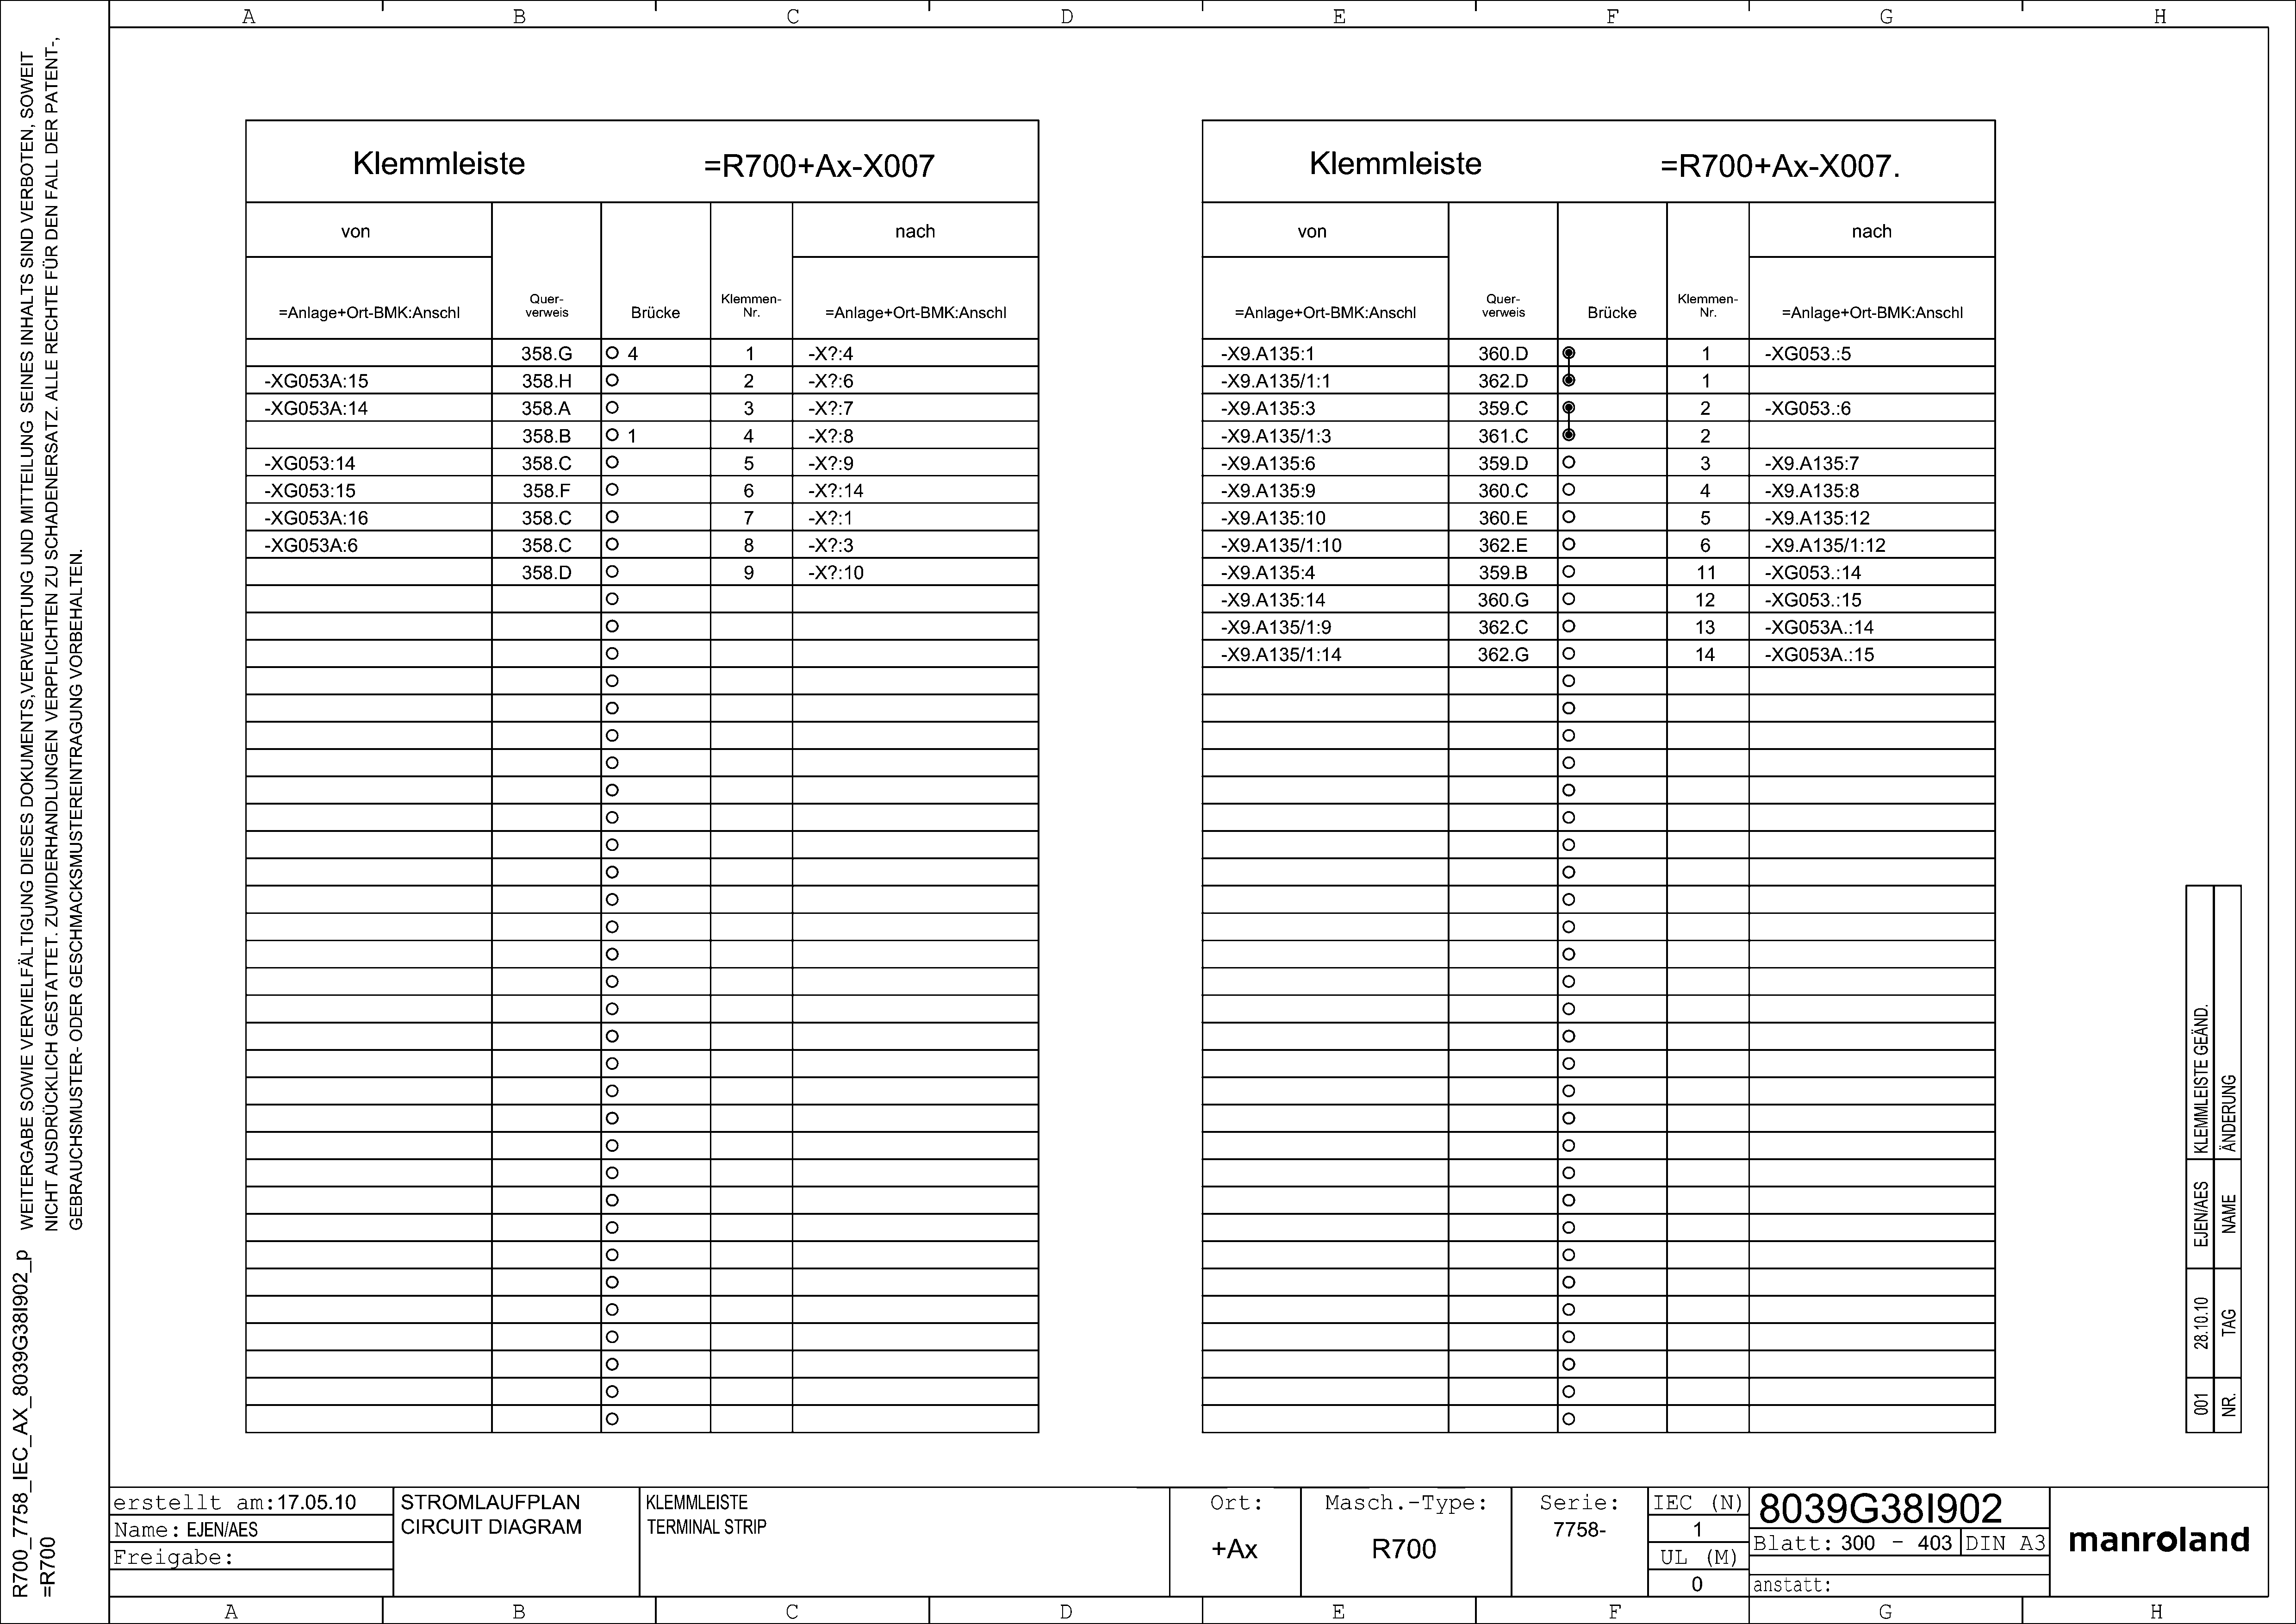 A B C D E F G H
WEITERGABE SOWIE VERVIELFÄLTIGUNG DIESES DOKUMENTS,VERWERTUNG UND MITTEILUNG SEINES INHALTS SIND VERBOTEN, SOWEIT
NICHT AUSDRÜCKLICH GESTATTET. ZUWIDERHANDLUNGEN VERPFLICHTEN ZU SCHADENERSATZ. ALLE RECHTE FÜR DEN FALL DER PATENT-,
GEBRAUCHSMUSTER- ODER GESCHMACKSMUSTEREINTRAGUNG VORBEHALTEN.
R700_7758_IEC_AX_8039G38I902_p
=R700
Klemmleiste =R700+Ax-X007
von nach
=Anlage+Ort-BMK:Anschl Quer-verweis Brücke Klemmen-Nr. =Anlage+Ort-BMK:Anschl
358.G 4 1 -X?:4
-XG053A:15 358.H 2 -X?:6
-XG053A:14 358.A 3 -X?:7
358.B 1 4 -X?:8
-XG053:14 358.C 5 -X?:9
-XG053:15 358.F 6 -X?:14
-XG053A:16 358.C 7 -X?:1
-XG053A:6 358.C 8 -X?:3
358.D 9 -X?:10
Klemmleiste =R700+Ax-X007.
von nach
=Anlage+Ort-BMK:Anschl Quer-verweis Brücke Klemmen-Nr. =Anlage+Ort-BMK:Anschl
-X9.A135:1 360.D 1 -XG053.:5
-X9.A135/1:1 362.D 1
-X9.A135:3 359.C 2 -XG053.:6
-X9.A135/1:3 361.C 2
-X9.A135:6 359.D 3 -X9.A135:7
-X9.A135:9 360.C 4 -X9.A135:8
-X9.A135:10 360.E 5 -X9.A135:12
-X9.A135/1:10 362.E 6 -X9.A135/1:12
-X9.A135:4 359.B 11 -XG053.:14
-X9.A135:14 360.G 12 -XG053.:15
-X9.A135/1:9 362.C 13 -XG053A.:14
-X9.A135/1:14 362.G 14 -XG053A.:15
001 28.10.10 EJEN/AES KLEMMLEISTE GEÄND.
NR. TAG NAME ÄNDERUNG
erstellt am:17.05.10
Name: EJEN/AES
Freigabe:
STROMLAUFPLAN
CIRCUIT DIAGRAM
KLEMMLEISTE
TERMINAL STRIP
Ort:
+Ax
Masch.-Type:
R700
Serie:
7758-
IEC (N)
1
UL (M)
0
8039G38I902
Blatt: 300 - 403 DIN A3
anstatt:
manroland
A B C D E F G H